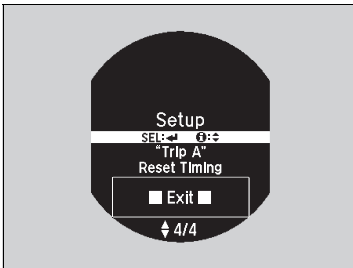 Setup
SEL:↵ ⓘ:⬍
“Trip A”
Reset Timing
■ Exit ■
⬍ 4/4